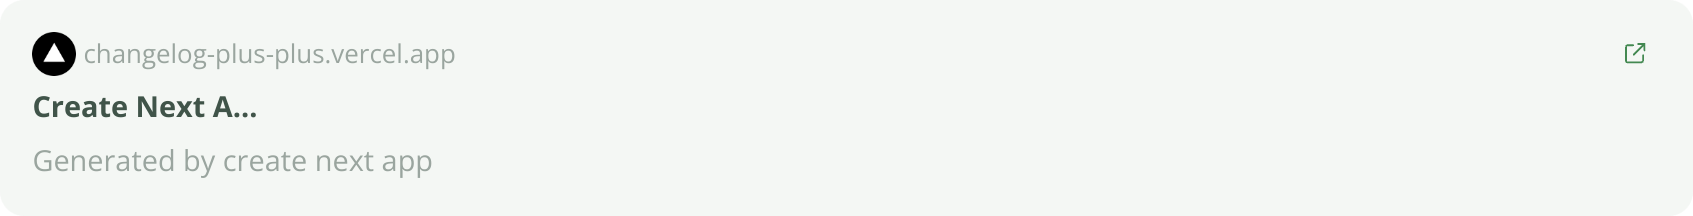 changelog-plus-plus.vercel.app
Create Next A...
Generated by create next app